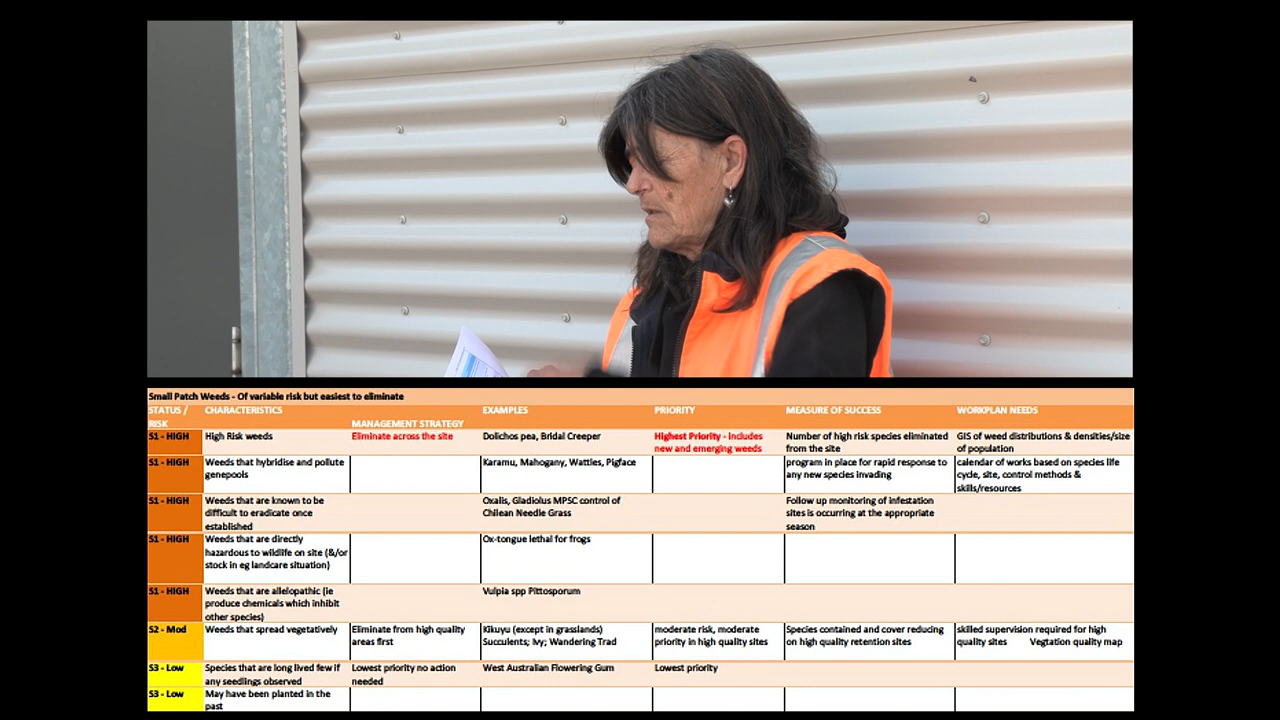 Small Patch Weeds - Of variable risk but easiest to eliminate
STATUS / RISK CHARACTERISTICS MANAGEMENT STRATEGY EXAMPLES PRIORITY MEASURE OF SUCCESS WORKPLAN NEEDS
S1 - HIGH
High Risk weeds
Eliminate across the site
Dolichos pea, Bridal Creeper
Highest Priority - includes
new and emerging weeds
Number of high risk species eliminated
from the site
GIS of weed distributions & densities/size
of population
S1 - HIGH
Weeds that hybridise and pollute
genepools
Karamu, Mahogany, Wattles, Pigface
program in place for rapid response to
any new species invading
calendar of works based on species life
cycle, site, control methods &
skills/resources
S1 - HIGH
Weeds that are known to be
difficult to eradicate once
established
Oxalis, Gladiolus MPSC control of
Chilean Needle Grass
Follow up monitoring of infestation
sites is occurring at the appropriate
season
S1 - HIGH
Weeds that are directly
hazardous to wildlife on site (&/or
stock in eg landcare situation)
Ox-tongue lethal for frogs
S1 - HIGH
Weeds that are allelopathic (ie
produce chemicals which inhibit
other species)
Vulpia spp Pittosporum
S2 - Mod
Weeds that spread vegetatively
Eliminate from high quality
areas first
Kikuyu (except in grasslands)
Succulents; Ivy; Wandering Trad
moderate risk, moderate
priority in high quality sites
Species contained and cover reducing
on high quality retention sites
skilled supervision required for high
quality sites Vegtation quality map
S3 - Low
Species that are long lived few if
any seedlings observed
Lowest priority no action
needed
West Australian Flowering Gum
Lowest priority
S3 - Low
May have been planted in the
past